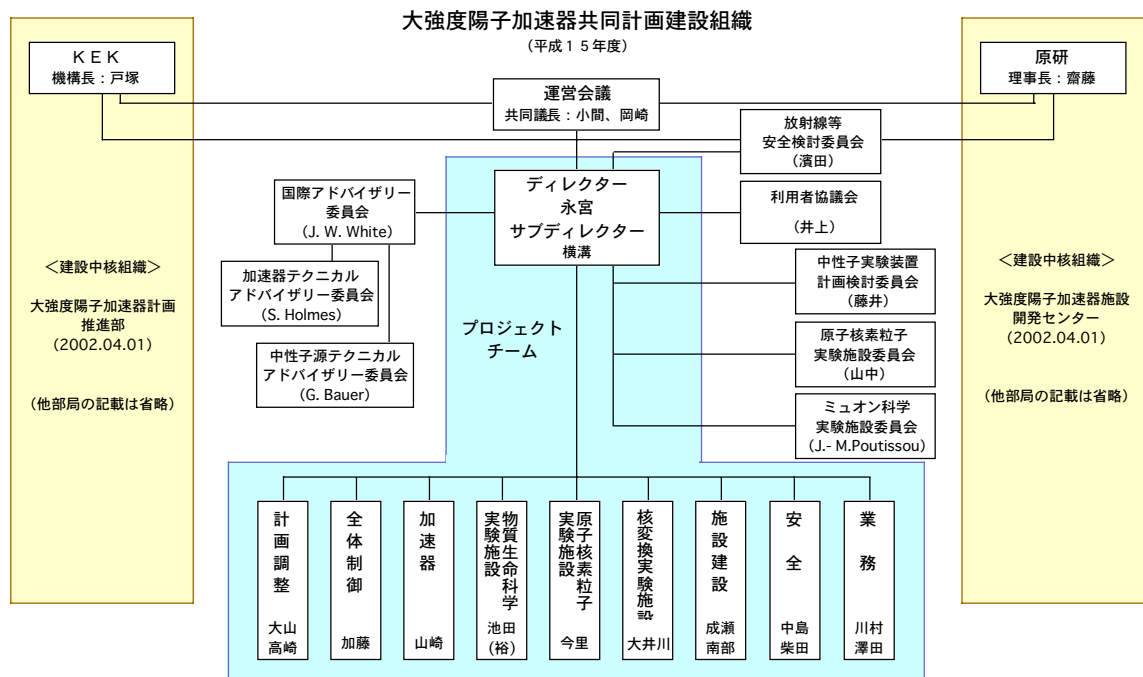 大強度陽子加速器共同計画建設組織
(平成１５年度)
ＫＥＫ
機構長：戸塚
原研
理事長：齋藤
運営会議
共同議長：小間、岡崎
放射線等
安全検討委員会
(濱田)
ディレクター
永宮
サブディレクター
横溝
国際アドバイザリー
委員会
(J. W. White)
利用者協議会
(井上)
加速器テクニカル
アドバイザリー委員会
(S. Holmes)
中性子源テクニカル
アドバイザリー委員会
(G. Bauer)
中性子実験装置
計画検討委員会
(藤井)
原子核素粒子
実験施設委員会
(山中)
ミュオン科学
実験施設委員会
(J.- M.Poutissou)
プロジェクト
チーム
＜建設中核組織＞
大強度陽子加速器計画
推進部
(2002.04.01)
(他部局の記載は省略)
＜建設中核組織＞
大強度陽子加速器施設
開発センター
(2002.04.01)
(他部局の記載は省略)
計画調整
大山
高崎
全体制御
加藤
加速器
山崎
物質生命科学
実験施設
池田
(裕)
原子核素粒子
実験施設
今里
核変換実験施設
大井川
施設建設
成瀬
南部
安全
中島
柴田
業務
川村
澤田